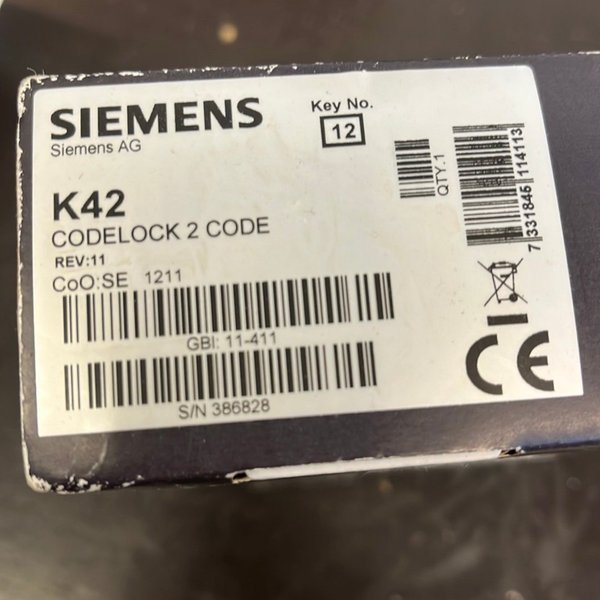 SIEMENS
Siemens AG
Key No.
12
K42
CODELOCK 2 CODE
REV:11
CoO:SE 1211
GBI: 11-411
S/N 386828
QTY.1
7 331845 114113
CE